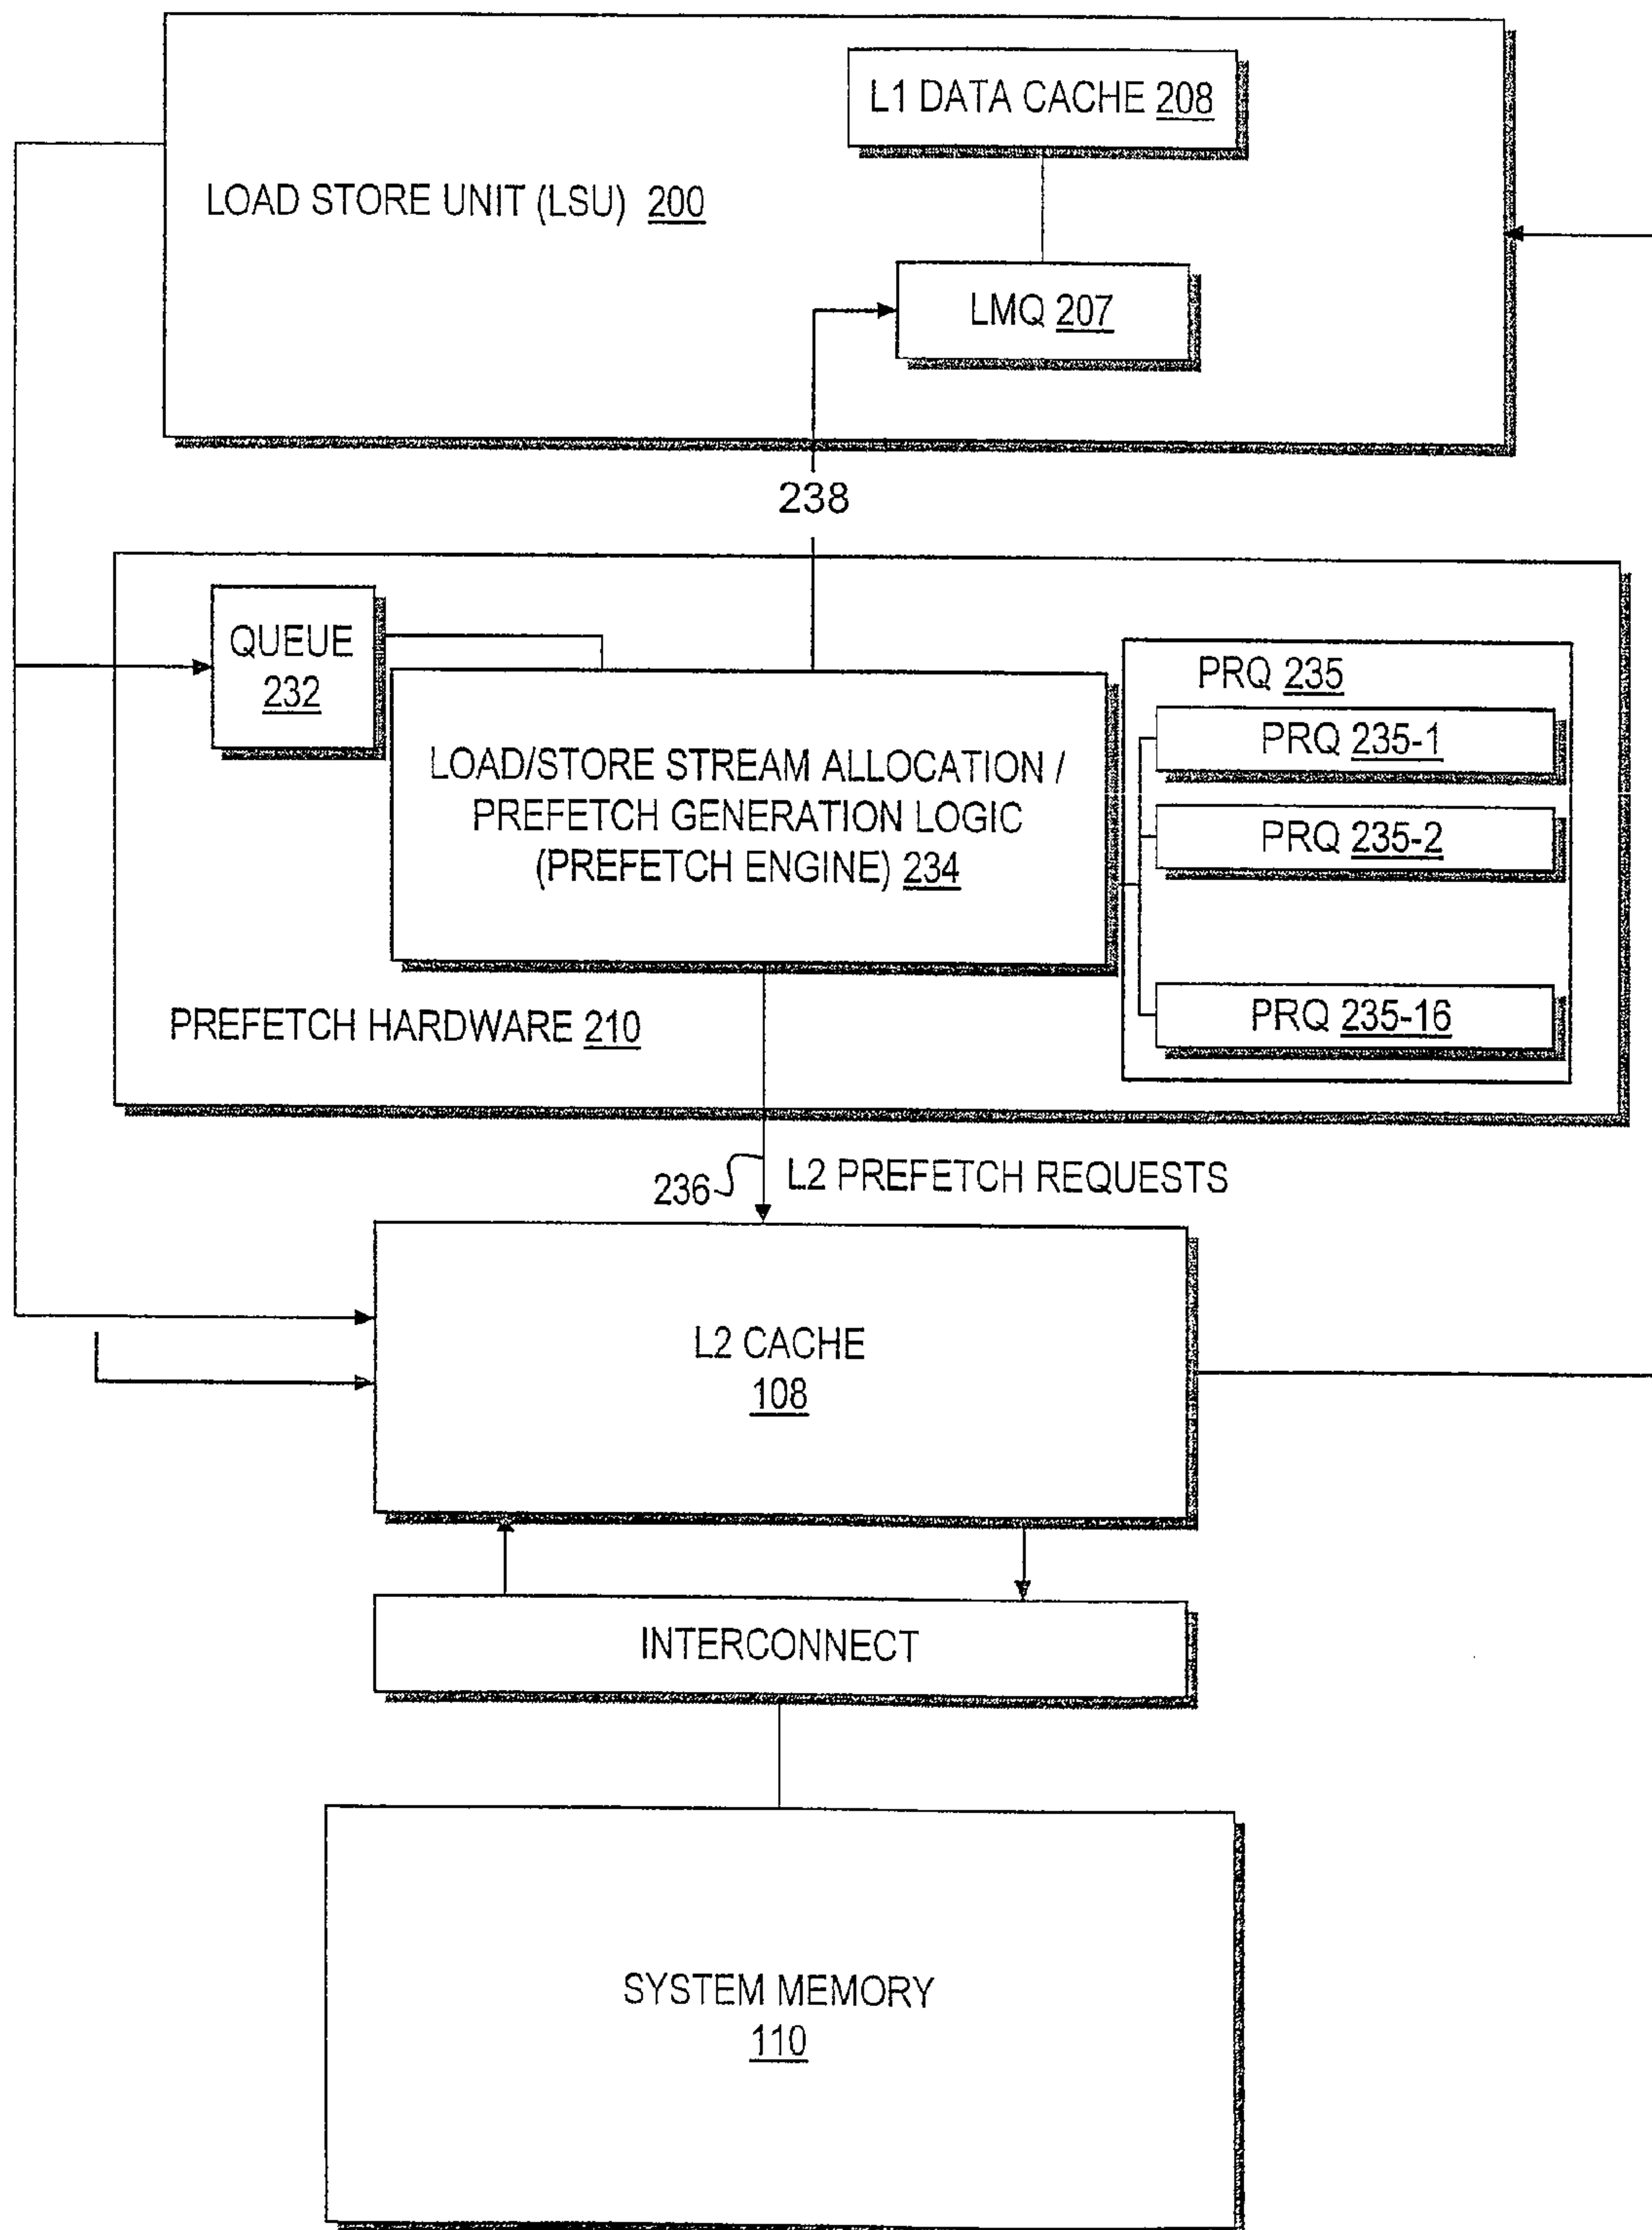 L1 DATA CACHE 208
LOAD STORE UNIT (LSU) 200
LMQ 207
238
QUEUE
232
LOAD/STORE STREAM ALLOCATION /
PREFETCH GENERATION LOGIC
(PREFETCH ENGINE) 234
PRQ 235
PRQ 235-1
PRQ 235-2
PRQ 235-16
PREFETCH HARDWARE 210
236
L2 PREFETCH REQUESTS
L2 CACHE
108
INTERCONNECT
SYSTEM MEMORY
110